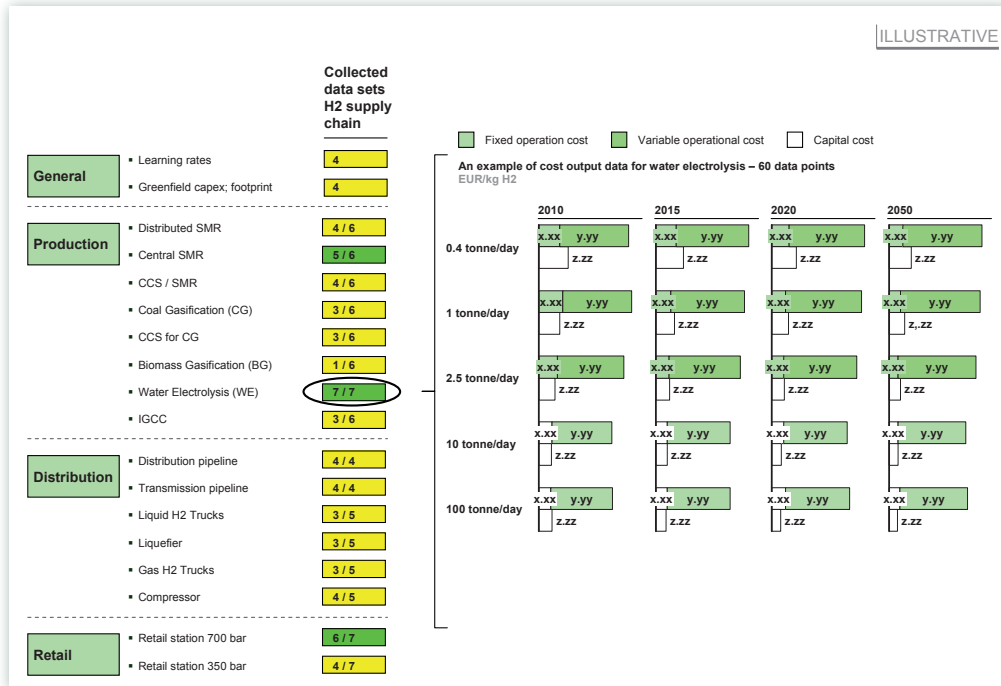 ILLUSTRATIVE
Collected
data sets
H2 supply
chain
General
▪ Learning rates
4
▪ Greenfield capex; footprint
4
Production
▪ Distributed SMR
4 / 6
▪ Central SMR
5 / 6
▪ CCS / SMR
4 / 6
▪ Coal Gasification (CG)
3 / 6
▪ CCS for CG
3 / 6
▪ Biomass Gasification (BG)
1 / 6
▪ Water Electrolysis (WE)
7 / 7
▪ IGCC
3 / 6
Distribution
▪ Distribution pipeline
4 / 4
▪ Transmission pipeline
4 / 4
▪ Liquid H2 Trucks
3 / 5
▪ Liquefier
3 / 5
▪ Gas H2 Trucks
3 / 5
▪ Compressor
4 / 5
Retail
▪ Retail station 700 bar
6 / 7
▪ Retail station 350 bar
4 / 7
Fixed operation cost Variable operational cost Capital cost
An example of cost output data for water electrolysis – 60 data points
EUR/kg H2
2010 2015 2020 2050
0.4 tonne/day
x.xx y.yy x.xx y.yy x.xx y.yy x.xx y.yy
z.zz z.zz z.zz z.zz
1 tonne/day
x.xx y.yy x.xx y.yy x.xx y.yy x.xx y.yy
z.zz z.zz z.zz z,.zz
2.5 tonne/day
x.xx y.yy x.xx y.yy x.xx y.yy x.xx y.yy
z.zz z.zz z.zz z.zz
10 tonne/day
x.xx y.yy x.xx y.yy x.xx y.yy x.xx y.yy
z.zz z.zz z.zz z.zz
100 tonne/day
x.xx y.yy x.xx y.yy x.xx y.yy x.xx y.yy
z.zz z.zz z.zz z.zz